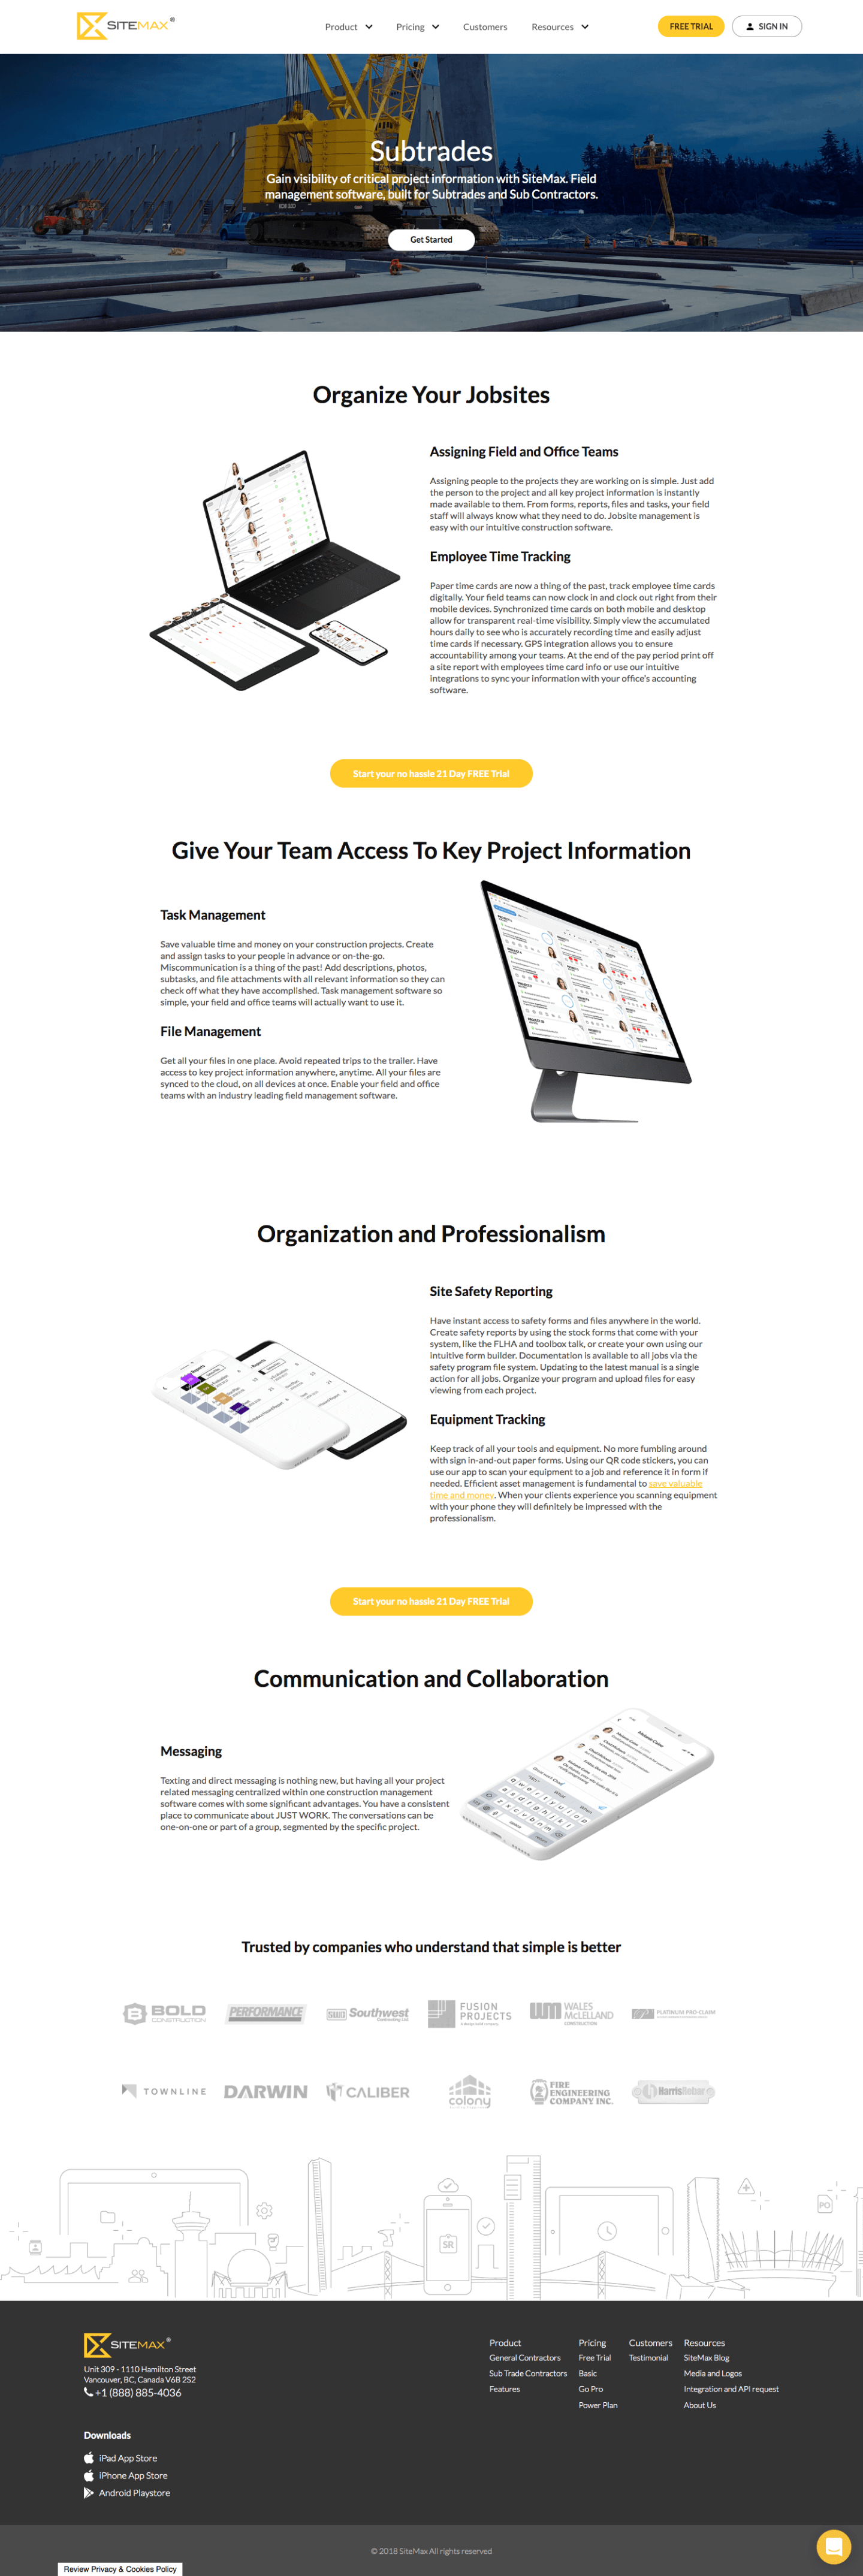 SITEMAX®
Product
Pricing
Customers
Resources
FREE TRIAL
SIGN IN
Subtrades
Gain visibility of critical project information with SiteMax. Field
management software, built for Subtrades and Sub Contractors.
Get Started
Organize Your Jobsites
Assigning Field and Office Teams
Assigning people to the projects they are working on is simple. Just add
the person to the project and all key project information is instantly
made available to them. From forms, reports, files and tasks, your field
staff will always know what they need to do. Jobsite management is
easy with our intuitive construction software.
Employee Time Tracking
Paper time cards are now a thing of the past, track employee time cards
digitally. Your field teams can now clock in and clock out right from their
mobile devices. Synchronized time cards on both mobile and desktop
allow for transparent real-time visibility. Simply view the accumulated
hours daily to see who is accurately recording time and easily adjust
time cards if necessary. GPS integration allows you to ensure
accountability among your teams. At the end of the pay period print off
a site report with employees time card info or use our intuitive
integrations to sync your information with your office's accounting
software.
Start your no hassle 21 Day FREE Trial
Give Your Team Access To Key Project Information
Task Management
Save valuable time and money on your construction projects. Create
and assign tasks to your people in advance or on-the-go.
Miscommunication is a thing of the past! Add descriptions, photos,
subtasks, and file attachments with all relevant information so they can
check off what they have accomplished. Task management software so
simple, your field and office teams will actually want to use it.
File Management
Get all your files in one place. Avoid repeated trips to the trailer. Have
access to key project information anywhere, anytime. All your files are
synced to the cloud, on all devices at once. Enable your field and office
teams with an industry leading field management software.
Organization and Professionalism
Site Safety Reporting
Have instant access to safety forms and files anywhere in the world.
Create safety reports by using the stock forms that come with your
system, like the FLHA and toolbox talk, or create your own using our
intuitive form builder. Documentation is available to all jobs via the
safety program file system. Updating to the latest manual is a single
action for all jobs. Organize your program and upload files for easy
viewing from each project.
Equipment Tracking
Keep track of all your tools and equipment. No more fumbling around
with sign in-and-out paper forms. Using our QR code stickers, you can
use our app to scan your equipment to a job and reference it in form if
needed. Efficient asset management is fundamental to save valuable
time and money. When your clients experience you scanning equipment
with your phone they will definitely be impressed with the
professionalism.
Start your no hassle 21 Day FREE Trial
Communication and Collaboration
Messaging
Texting and direct messaging is nothing new, but having all your project
related messaging centralized within one construction management
software comes with some significant advantages. You have a consistent
place to communicate about JUST WORK. The conversations can be
one-on-one or part of a group, segmented by the specific project.
Trusted by companies who understand that simple is better
BOLD
CONSTRUCTION
PERFORMANCE
SWD Southwest
Contracting Ltd.
FUSION
PROJECTS
WALES
McLELLAND
CONSTRUCTION
PLATINUM PRO-CLAIM
TOWNLINE
DARWIN
CALIBER
colony
FIRE
ENGINEERING
COMPANY INC.
HarrisRebar
SR
PO
SITEMAX®
Unit 309 - 1110 Hamilton Street
Vancouver, BC, Canada V6B 2S2
+1 (888) 885-4036
Downloads
iPad App Store
iPhone App Store
Android Playstore
Product
General Contractors
Sub Trade Contractors
Features
Pricing
Free Trial
Basic
Go Pro
Power Plan
Customers
Testimonial
Resources
SiteMax Blog
Media and Logos
Integration and API request
About Us
© 2018 SiteMax All rights reserved
Review Privacy & Cookies Policy